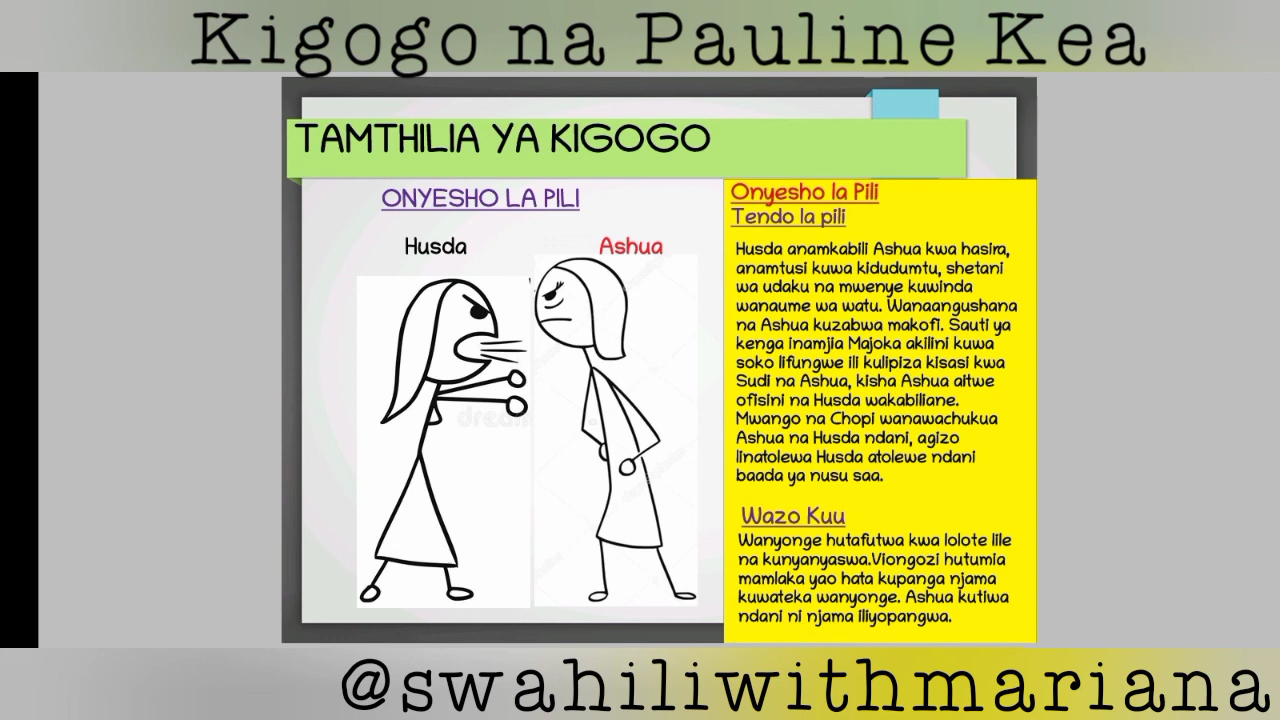 Kigogo na Pauline Kea
TAMTHILIA YA KIGOGO
ONYESHO LA PILI
Husda
Ashua
Onyesho la Pili
Tendo la pili
Husda anamkabili Ashua kwa hasira,
anamtusi kuwa kidudumtu, shetani
wa udaku na mwenye kuwinda
wanaume wa watu. Wanaangushana
na Ashua kuzabwa makofi. Sauti ya
kenga inamjia Majoka akilini kuwa
soko lifungwe ili kulipiza kisasi kwa
Sudi na Ashua, kisha Ashua aitwe
ofisini na Husda wakabiliane.
Mwango na Chopi wanawachukua
Ashua na Husda ndani, agizo
linatolewa Husda atolewe ndani
baada ya nusu saa.
Wazo Kuu
Wanyonge hutafutwa kwa lolote lile
na kunyanyaswa.Viongozi hutumia
mamlaka yao hata kupanga njama
kuwateka wanyonge. Ashua kutiwa
ndani ni njama iliyopangwa.
@swahiliwithmariana